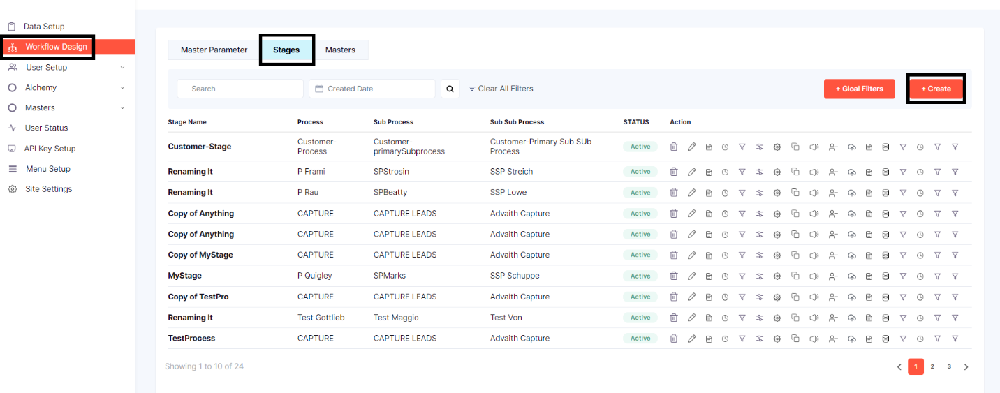 Data Setup
Workflow Design
User Setup
Alchemy
Masters
User Status
API Key Setup
Menu Setup
Site Settings
Master Parameter Stages Masters
Search Created Date Clear All Filters + Gloal Filters + Create
Stage Name Process Sub Process Sub Sub Process STATUS Action
Customer-Stage Customer-Process Customer-primarySubprocess Customer-Primary Sub SUb Process Active
Renaming It P Frami SPStrosin SSP Streich Active
Renaming It P Rau SPBeatty SSP Lowe Active
Copy of Anything CAPTURE CAPTURE LEADS Advaith Capture Active
Copy of Anything CAPTURE CAPTURE LEADS Advaith Capture Active
Copy of MyStage CAPTURE CAPTURE LEADS Advaith Capture Active
MyStage P Quigley SPMarks SSP Schuppe Active
Copy of TestPro CAPTURE CAPTURE LEADS Advaith Capture Active
Renaming It Test Gottlieb Test Maggio Test Von Active
TestProcess CAPTURE CAPTURE LEADS Advaith Capture Active
Showing 1 to 10 of 24 1 2 3